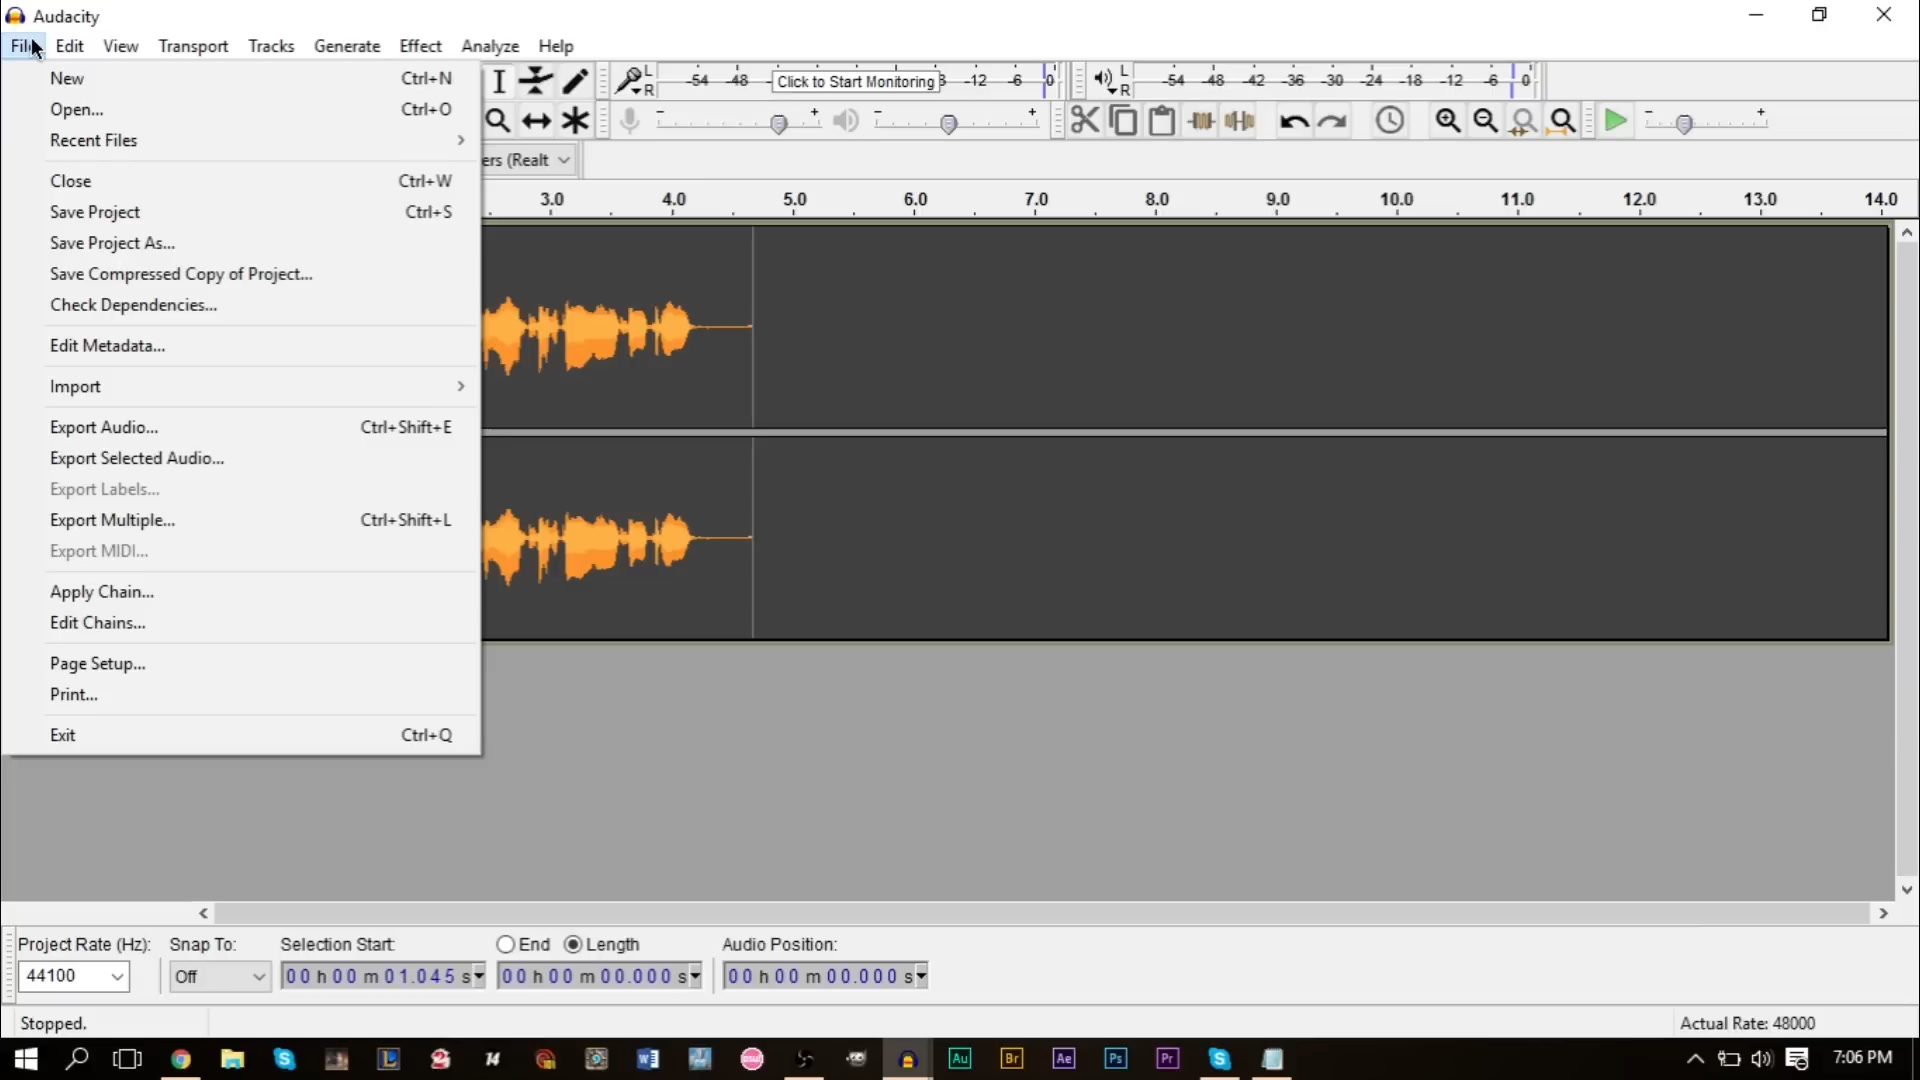 Audacity
File Edit View Transport Tracks Generate Effect Analyze Help
New Ctrl+N
Open... Ctrl+O
Recent Files
Close Ctrl+W
Save Project Ctrl+S
Save Project As...
Save Compressed Copy of Project...
Check Dependencies...
Edit Metadata...
Import
Export Audio... Ctrl+Shift+E
Export Selected Audio...
Export Labels...
Export Multiple... Ctrl+Shift+L
Export MIDI...
Apply Chain...
Edit Chains...
Page Setup...
Print...
Exit Ctrl+Q
L
R
-54 -48 Click to Start Monitoring -12 -6 0
L
R
-54 -48 -42 -36 -30 -24 -18 -12 -6 0
- + - + - +
ers (Realt
3.0 4.0 5.0 6.0 7.0 8.0 9.0 10.0 11.0 12.0 13.0 14.0
Project Rate (Hz): Snap To: Selection Start: End Length Audio Position:
44100 Off 00 h 00 m 01.045 s 00 h 00 m 00.000 s 00 h 00 m 00.000 s
Stopped. Actual Rate: 48000
14 Au Br Ae Ps Pr 7:06 PM